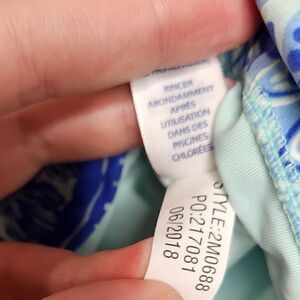 RINCER
ABONDAMMENT
APRÈS
UTILISATION
DANS DES
PISCINES
CHLORÉES
STYLE:2M0688
PO:217081
06/2018